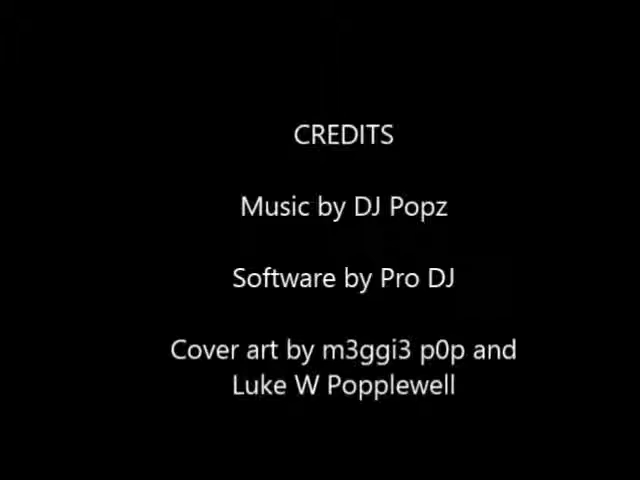 CREDITS
Music by DJ Popz
Software by Pro DJ
Cover art by m3ggi3 p0p and
Luke W Popplewell